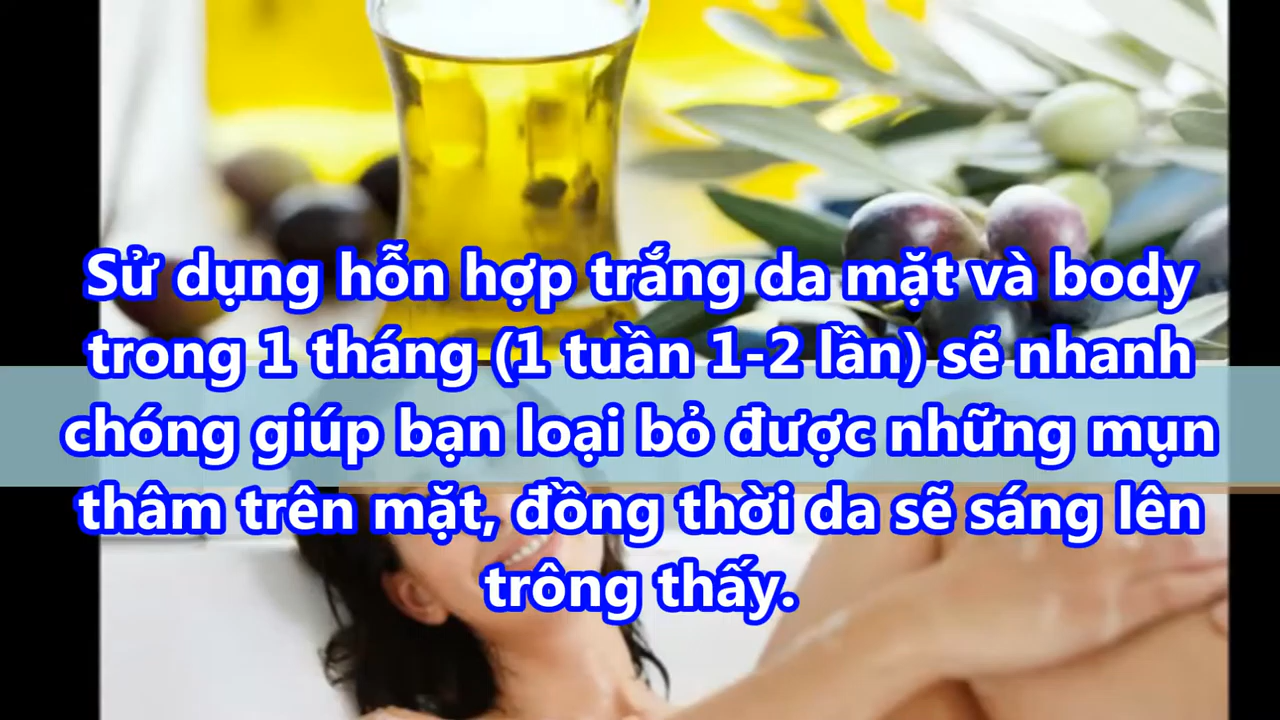 Sử dụng hỗn hợp trắng da mặt và body
trong 1 tháng (1 tuần 1-2 lần) sẽ nhanh
chóng giúp bạn loại bỏ được những mụn
thâm trên mặt, đồng thời da sẽ sáng lên
trông thấy.